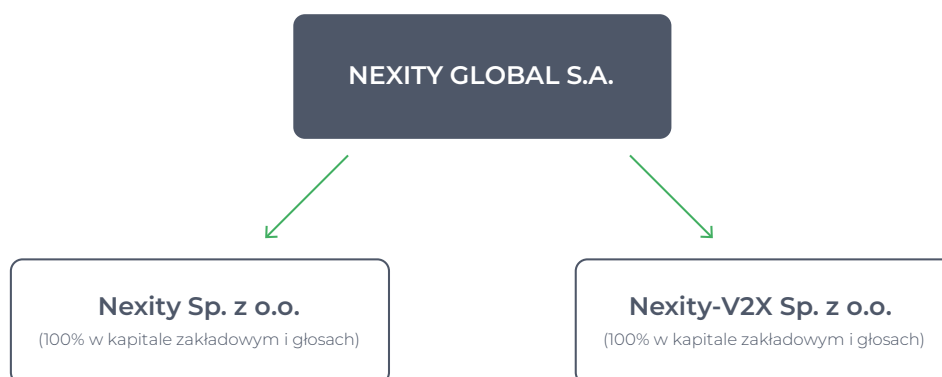 NEXITY GLOBAL S.A.
Nexity Sp. z o.o.
(100% w kapitale zakładowym i głosach)
Nexity-V2X Sp. z o.o.
(100% w kapitale zakładowym i głosach)